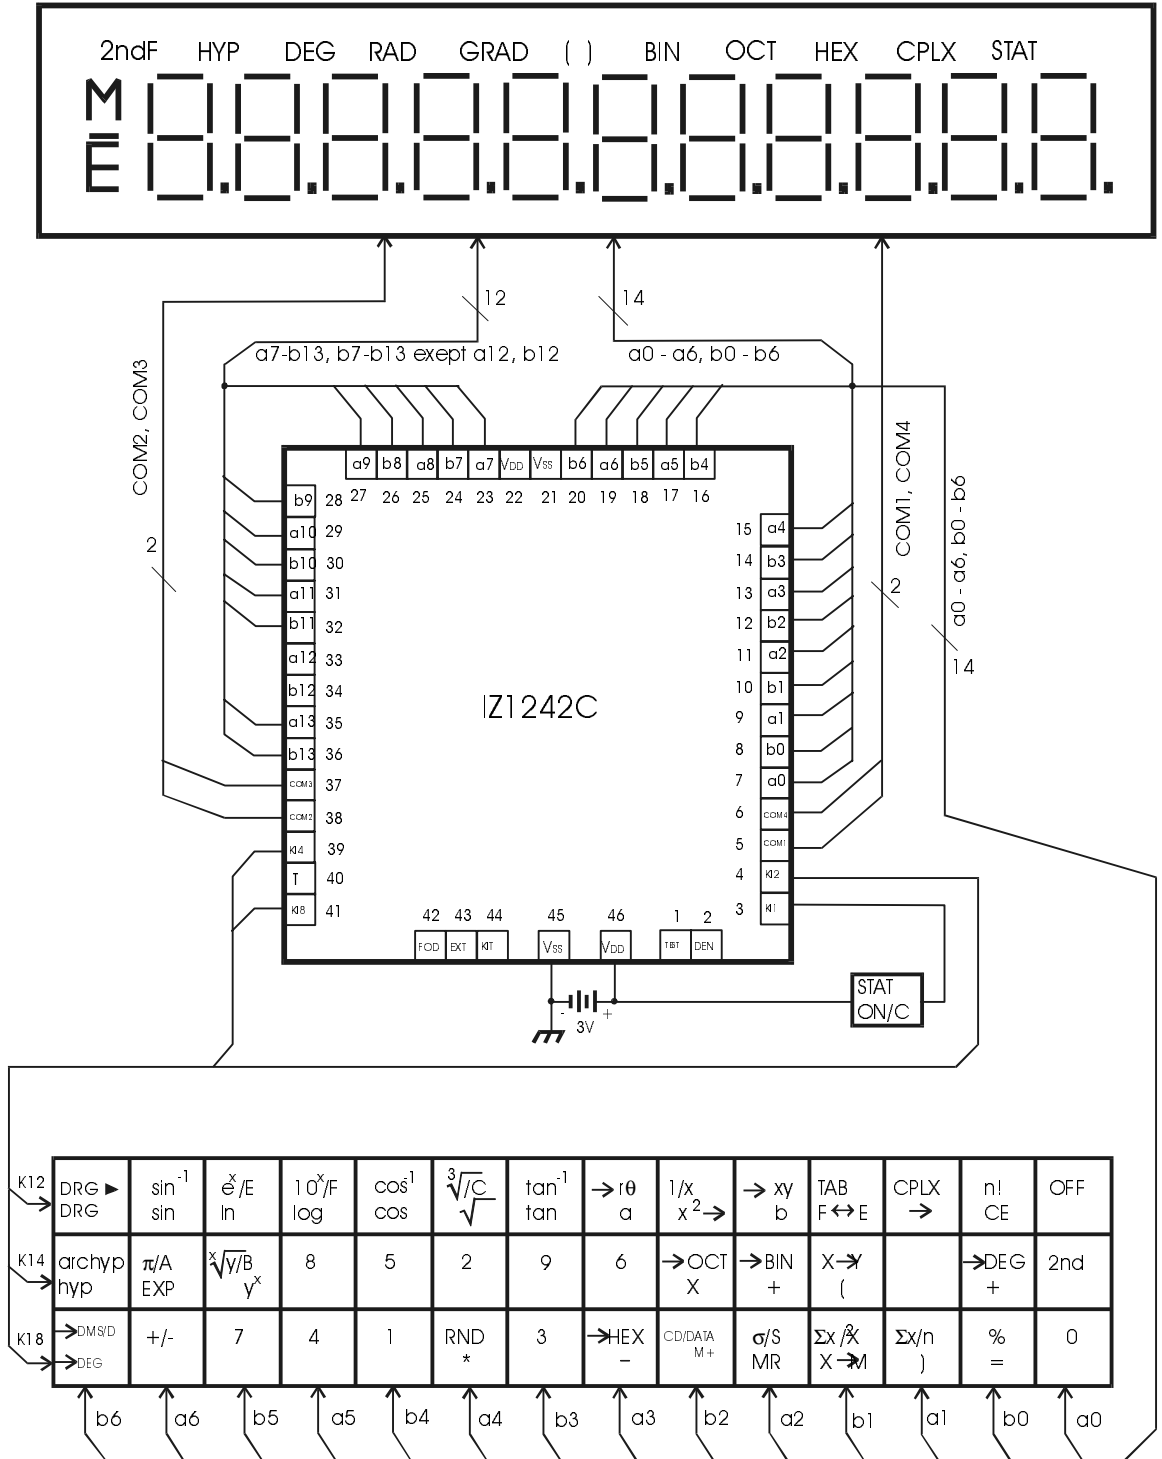 2ndF HYP DEG RAD GRAD ( ) BIN OCT HEX CPLX STAT
M
E
12
14
a7-b13, b7-b13 exept a12, b12
a0 - a6, b0 - b6
COM2, COM3
2
COM1, COM4
2
a0 - a6, b0 - b6
14
a9 b8 a8 b7 a7 VDD VSS b6 a6 b5 a5 b4
27 26 25 24 23 22 21 20 19 18 17 16
b9 28
a10 29
b10 30
a11 31
b11 32
a12 33
b12 34
a13 35
b13 36
COM3 37
COM2 38
KI4 39
T 40
KI8 41
IZ1242C
15 a4
14 b3
13 a3
12 b2
11 a2
10 b1
9 a1
8 b0
7 a0
6 COM4
5 COM1
4 KI2
3 KI1
42 43 44 45 46 1 2
FOD EXT KIT VSS VDD TEST DEN
- 3V +
STAT
ON/C
K12
DRG ► sin⁻¹ eˣ/E 10ˣ/F cos⁻¹ ³√/C tan⁻¹ →rθ 1/x →xy TAB CPLX n! OFF
DRG sin ln log cos √ tan a x²→ b F↔E → CE
K14
archyp π/A ˣ√y/B 8 5 2 9 6 →OCT →BIN X→Y →DEG 2nd
hyp EXP yˣ X + ( +
K18
→DMS/D +/- 7 4 1 RND 3 →HEX CD/DATA σ/S Σx²/X Σx/n % 0
→DEG * − M+ MR X→M ) =
b6 a6 b5 a5 b4 a4 b3 a3 b2 a2 b1 a1 b0 a0